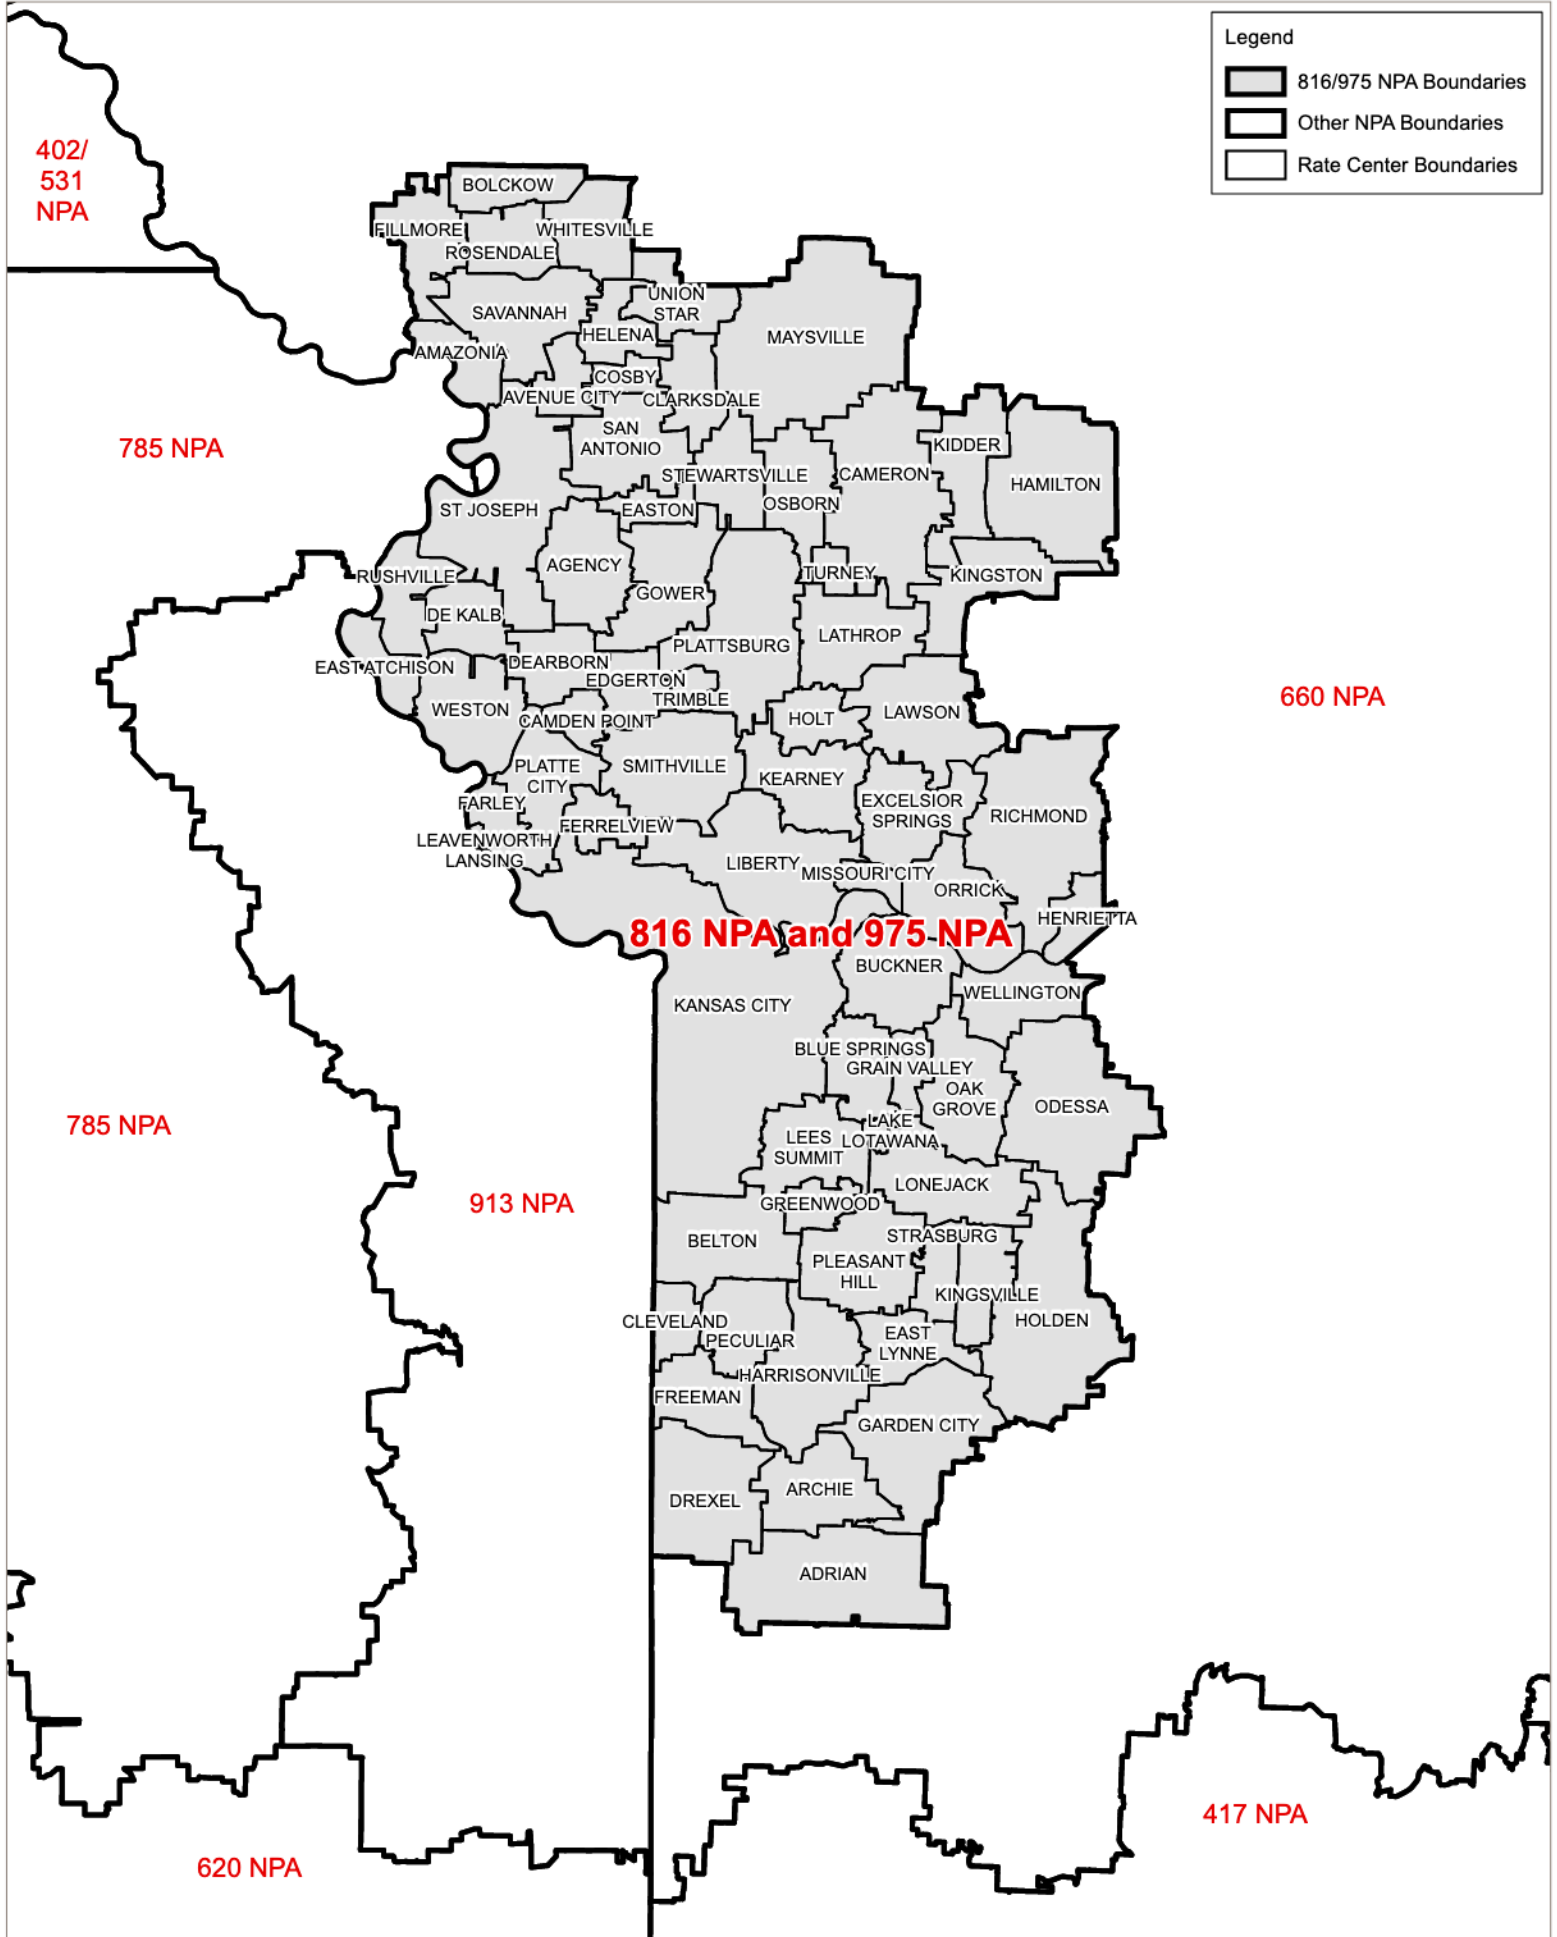 Legend
816/975 NPA Boundaries
Other NPA Boundaries
Rate Center Boundaries
402/
531
NPA
BOLCKOW
FILLMORE
WHITESVILLE
ROSENDALE
UNION
STAR
SAVANNAH
HELENA
MAYSVILLE
AMAZONIA
COSBY
AVENUE CITY
CLARKSDALE
SAN
ANTONIO
KIDDER
785 NPA
STEWARTSVILLE
CAMERON
HAMILTON
OSBORN
ST JOSEPH
EASTON
AGENCY
TURNEY
RUSHVILLE
KINGSTON
GOWER
DE KALB
LATHROP
PLATTSBURG
EAST ATCHISON
DEARBORN
EDGERTON
TRIMBLE
660 NPA
WESTON
CAMDEN POINT
HOLT
LAWSON
PLATTE
CITY
SMITHVILLE
KEARNEY
FARLEY
EXCELSIOR
SPRINGS
RICHMOND
FERRELVIEW
LEAVENWORTH
LANSING
LIBERTY
MISSOURI CITY
ORRICK
HENRIETTA
816 NPA and 975 NPA
BUCKNER
WELLINGTON
KANSAS CITY
BLUE SPRINGS
GRAIN VALLEY
OAK
GROVE
ODESSA
785 NPA
LAKE
LOTAWANA
LEES
SUMMIT
LONEJACK
913 NPA
GREENWOOD
BELTON
STRASBURG
PLEASANT
HILL
KINGSVILLE
CLEVELAND
HOLDEN
PECULIAR
EAST
LYNNE
HARRISONVILLE
FREEMAN
GARDEN CITY
ARCHIE
DREXEL
ADRIAN
417 NPA
620 NPA